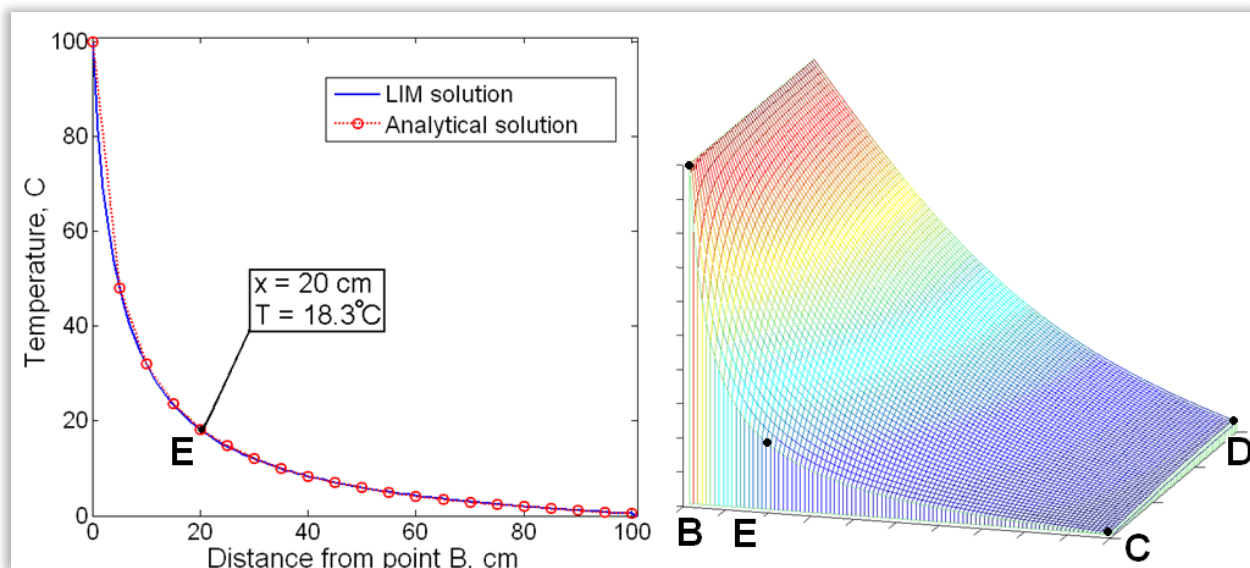 100
80
60
40
20
0
Temperature, C
LIM solution
Analytical solution
x = 20 cm
T = 18.3°C
E
0 20 40 60 80 100
Distance from point B, cm
B E C D